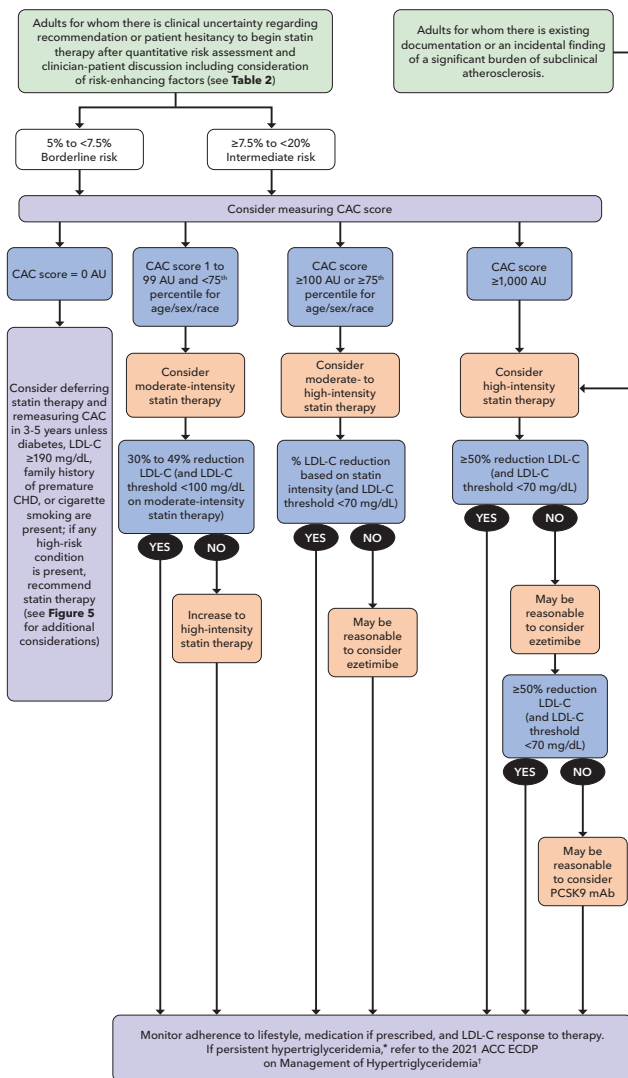 Adults for whom there is clinical uncertainty regarding
recommendation or patient hesitancy to begin statin
therapy after quantitative risk assessment and
clinician-patient discussion including consideration
of risk-enhancing factors (see Table 2)
Adults for whom there is existing
documentation or an incidental finding
of a significant burden of subclinical
atherosclerosis.
5% to <7.5%
Borderline risk
≥7.5% to <20%
Intermediate risk
Consider measuring CAC score
CAC score = 0 AU
CAC score 1 to
99 AU and <75th
percentile for
age/sex/race
CAC score
≥100 AU or ≥75th
percentile for
age/sex/race
CAC score
≥1,000 AU
Consider deferring
statin therapy and
remeasuring CAC
in 3-5 years unless
diabetes, LDL-C
≥190 mg/dL,
family history
of premature
CHD, or cigarette
smoking are
present; if any
high-risk
condition
is present,
recommend
statin therapy
(see Figure 5
for additional
considerations)
Consider
moderate-intensity
statin therapy
Consider
moderate- to
high-intensity
statin therapy
Consider
high-intensity
statin therapy
30% to 49% reduction
LDL-C (and LDL-C
threshold <100 mg/dL
on moderate-intensity
statin therapy)
% LDL-C reduction
based on statin
intensity (and LDL-C
threshold <70 mg/dL)
≥50% reduction LDL-C
(and LDL-C
threshold <70 mg/dL)
YES
NO
YES
NO
YES
NO
Increase to
high-intensity
statin therapy
May be
reasonable
to consider
ezetimibe
May be
reasonable
to consider
ezetimibe
≥50% reduction
LDL-C
(and LDL-C
threshold
<70 mg/dL)
YES
NO
May be
reasonable
to consider
PCSK9 mAb
Monitor adherence to lifestyle, medication if prescribed, and LDL-C response to therapy.
If persistent hypertriglyceridemia,* refer to the 2021 ACC ECDP
on Management of Hypertriglyceridemia†